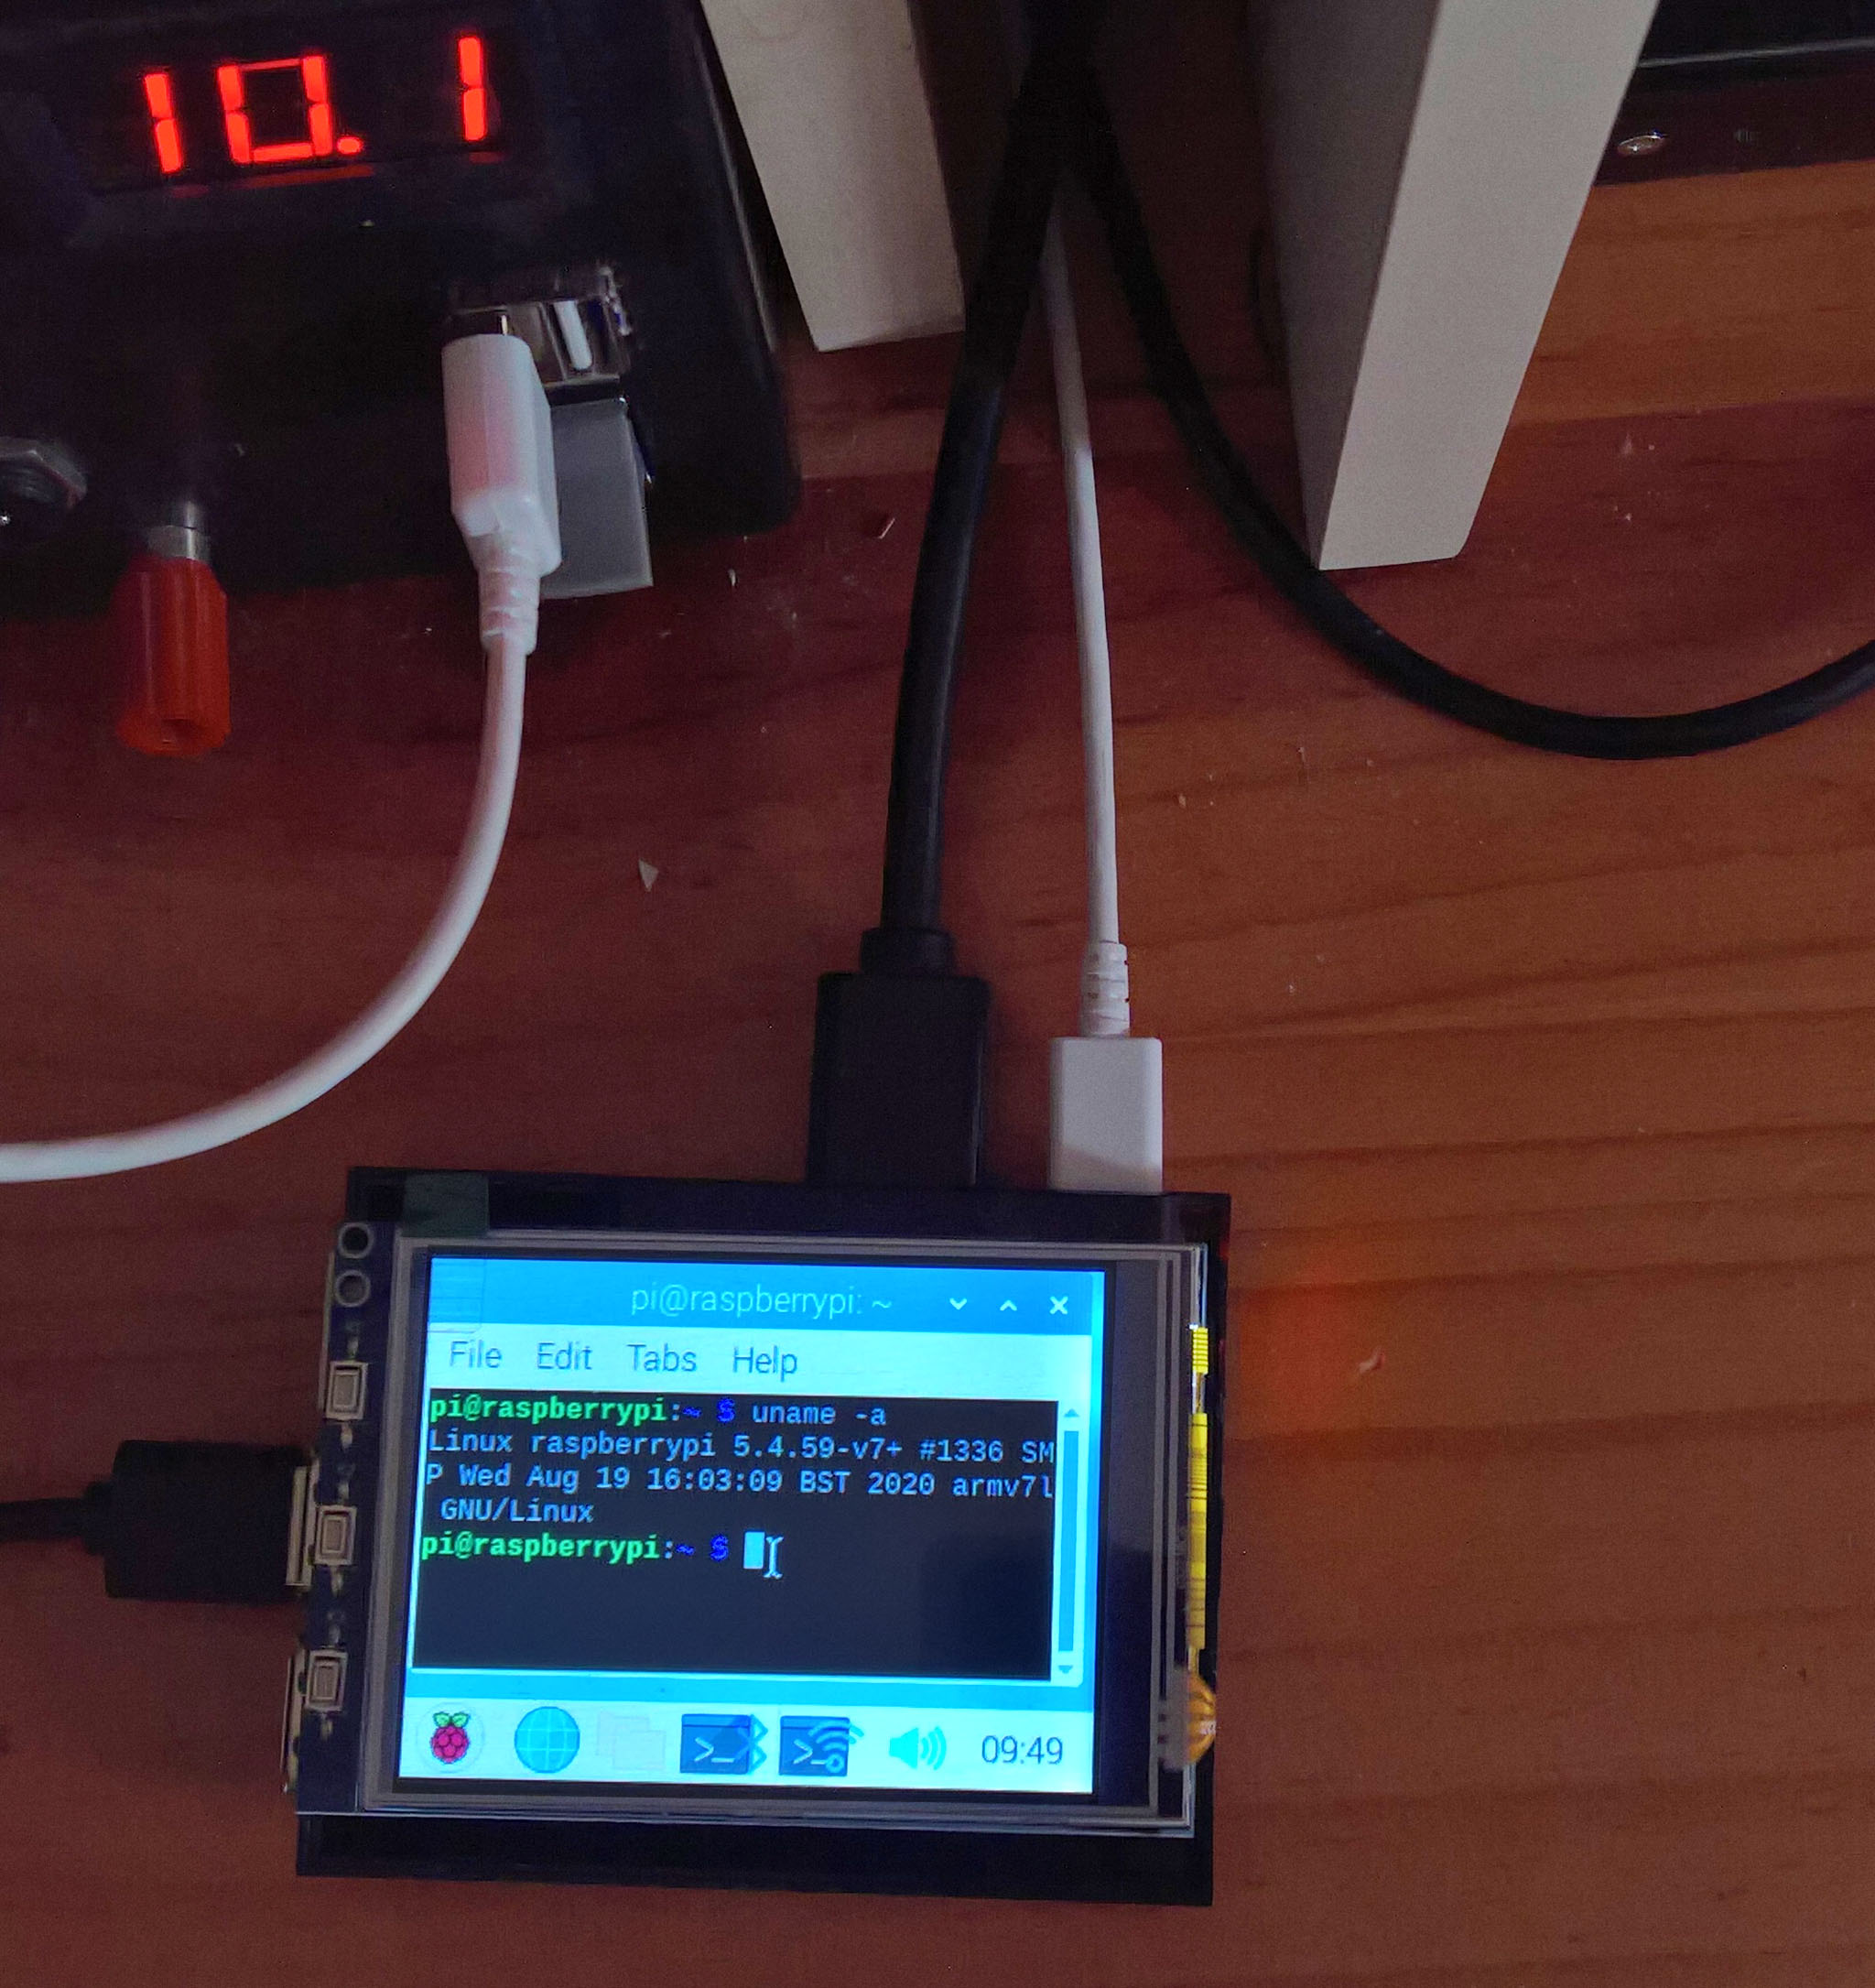 10.1
pi@raspberrypi: ~
File Edit Tabs Help
pi@raspberrypi:~ $ uname -a
Linux raspberrypi 5.4.59-v7+ #1336 SM
P Wed Aug 19 16:03:09 BST 2020 armv7l
 GNU/Linux
pi@raspberrypi:~ $
09:49